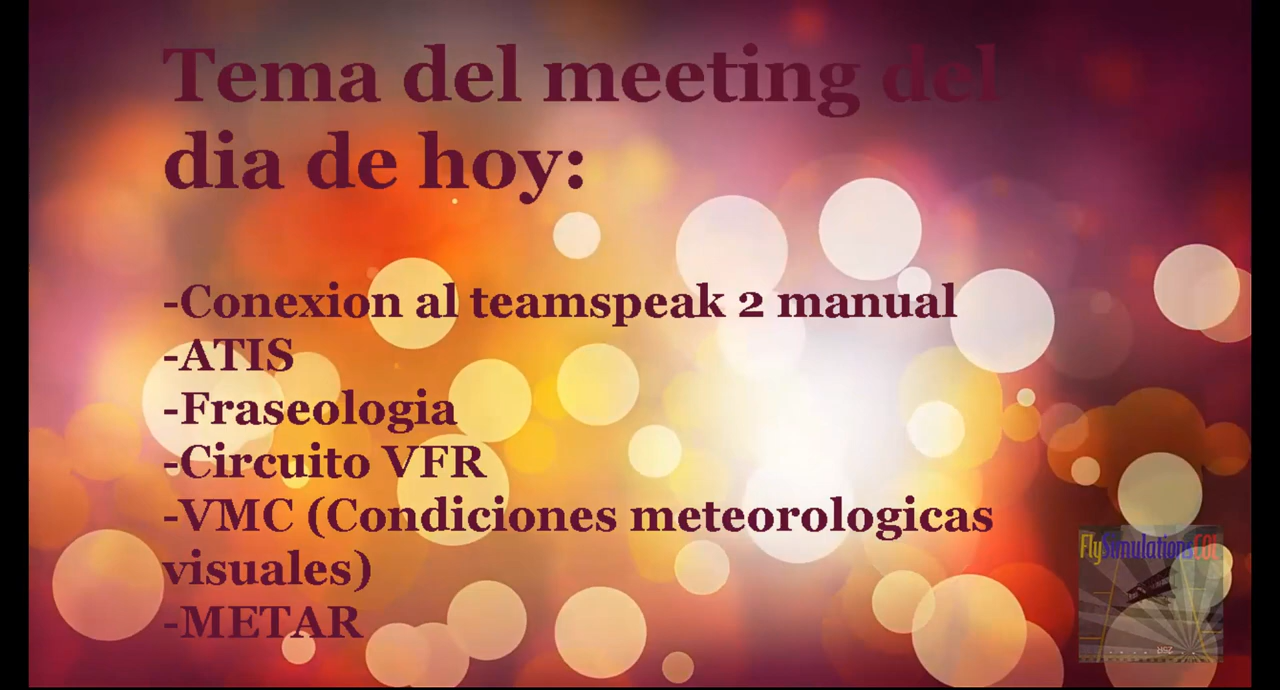 Tema del meeting del
dia de hoy:
-Conexion al teamspeak 2 manual
-ATIS
-Fraseologia
-Circuito VFR
-VMC (Condiciones meteorologicas
visuales)
-METAR
FlySimulationsCOL